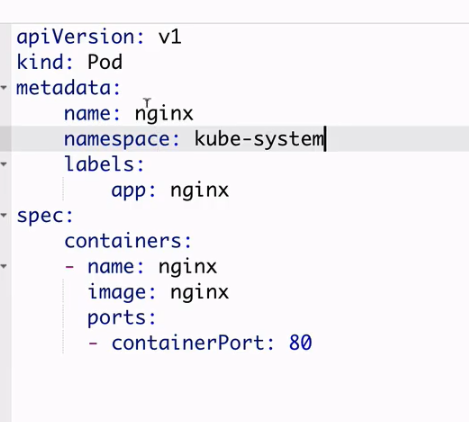 apiVersion: v1
kind: Pod
metadata:
    name: nginx
    namespace: kube-system
    labels:
        app: nginx
spec:
    containers:
    - name: nginx
      image: nginx
      ports:
      - containerPort: 80